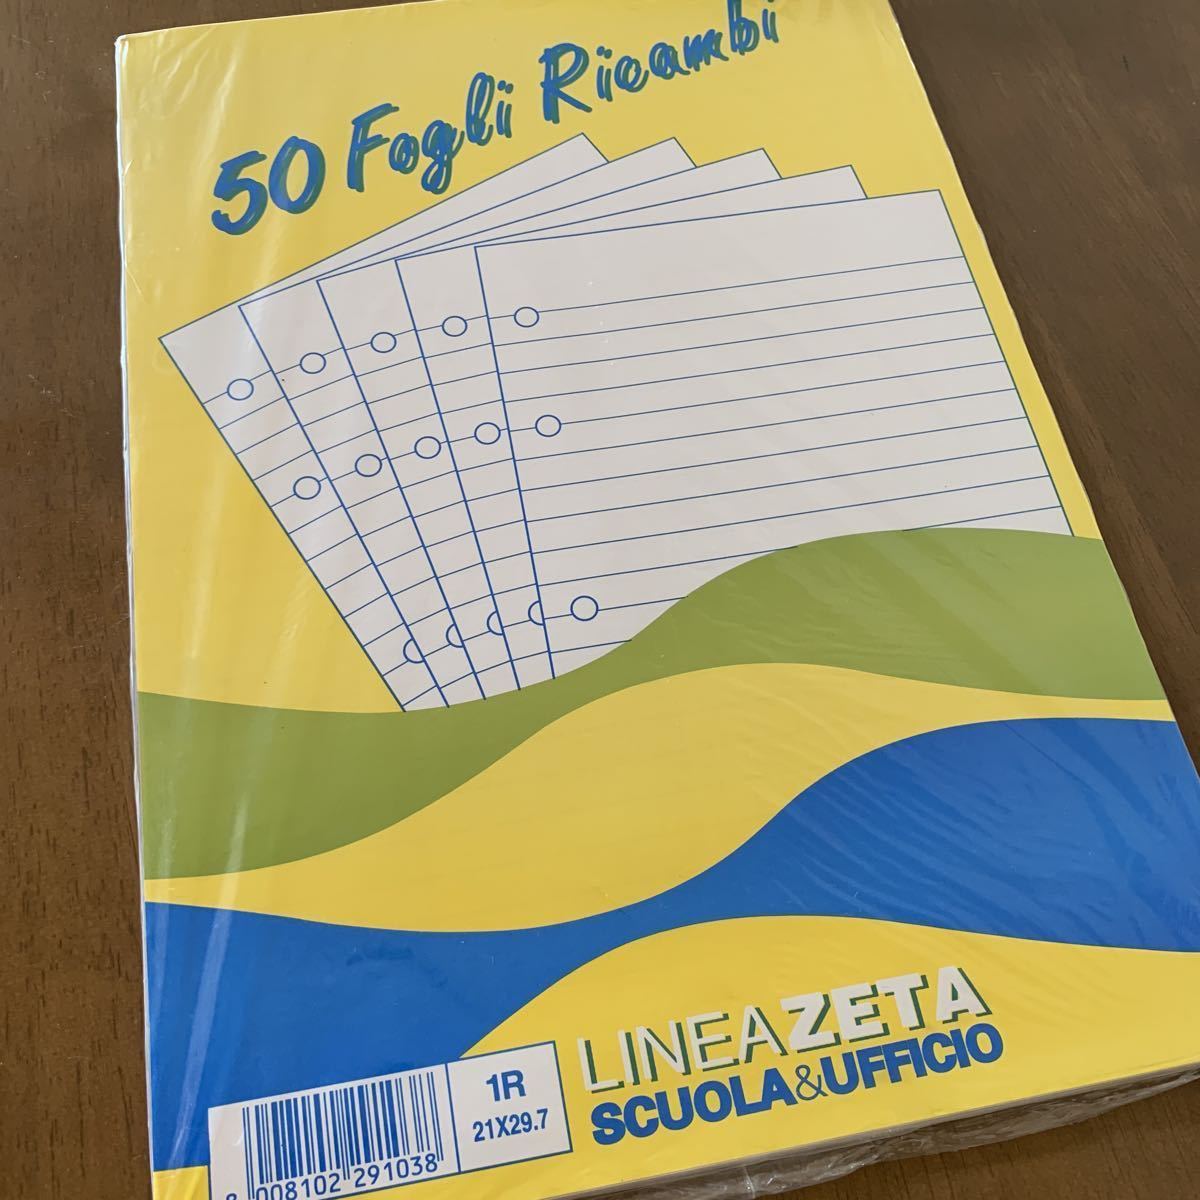 50 Fogli Ricambi
LINEAZETA
SCUOLA&UFFICIO
1R
21X29.7
8 008102 291038